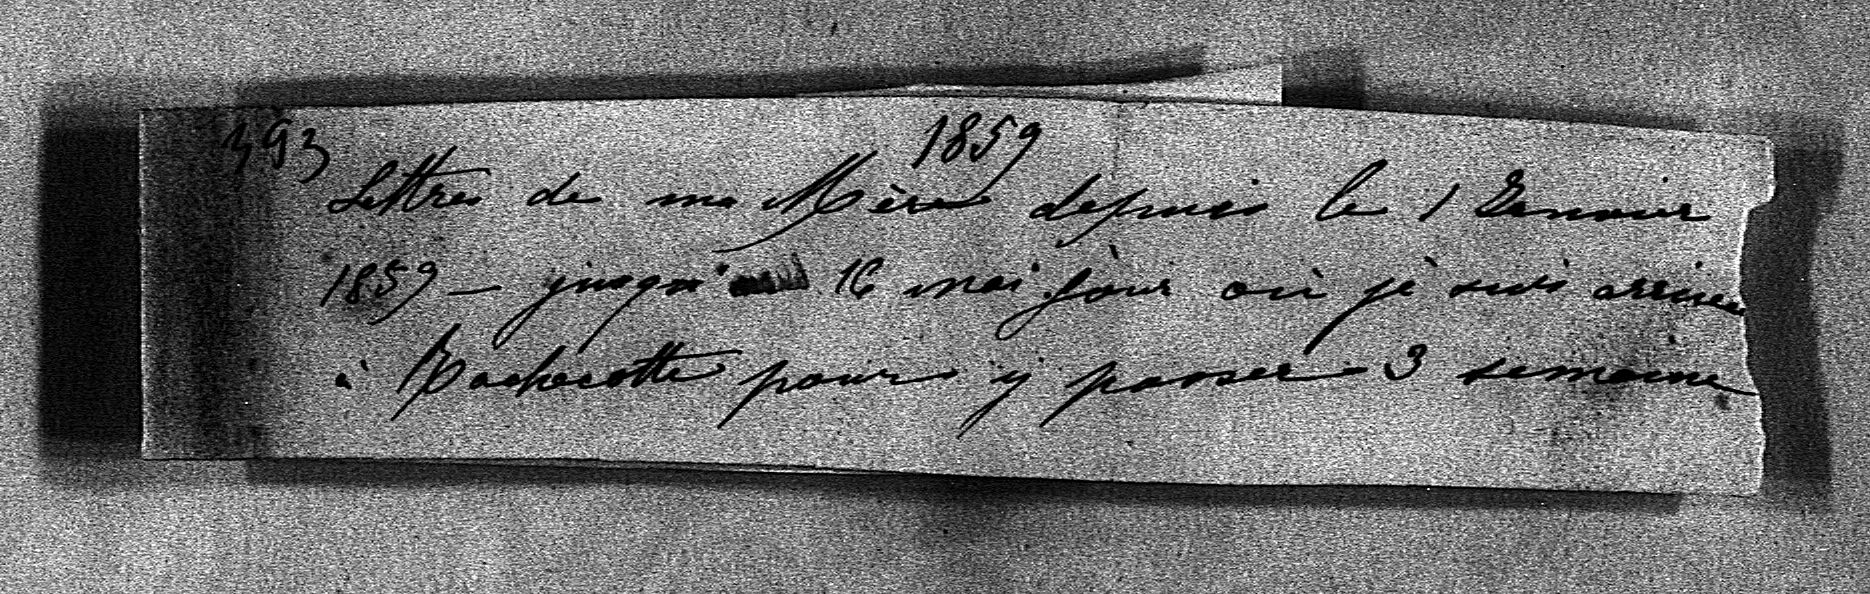 393
1859
Lettres de ma Mère depuis le 1 Janvier
1859 — jusqu'au 16 mai jour où je suis arrivée
à Rochecotte pour y passer 3 semaine